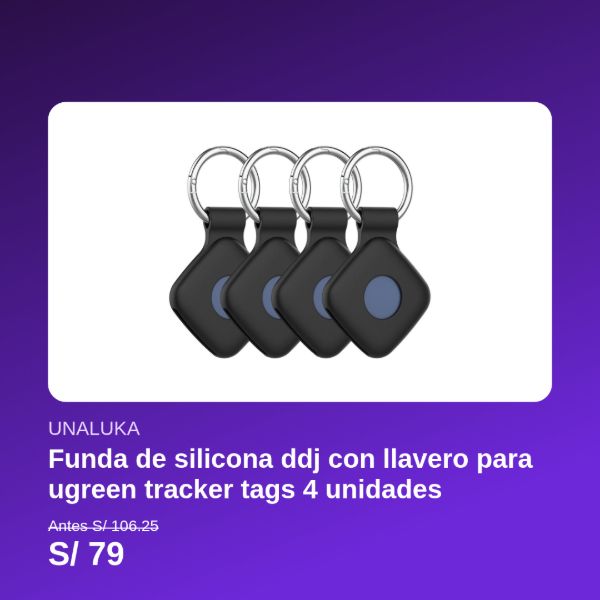 UNALUKA
Funda de silicona ddj con llavero para
ugreen tracker tags 4 unidades
Antes S/ 106.25
S/ 79